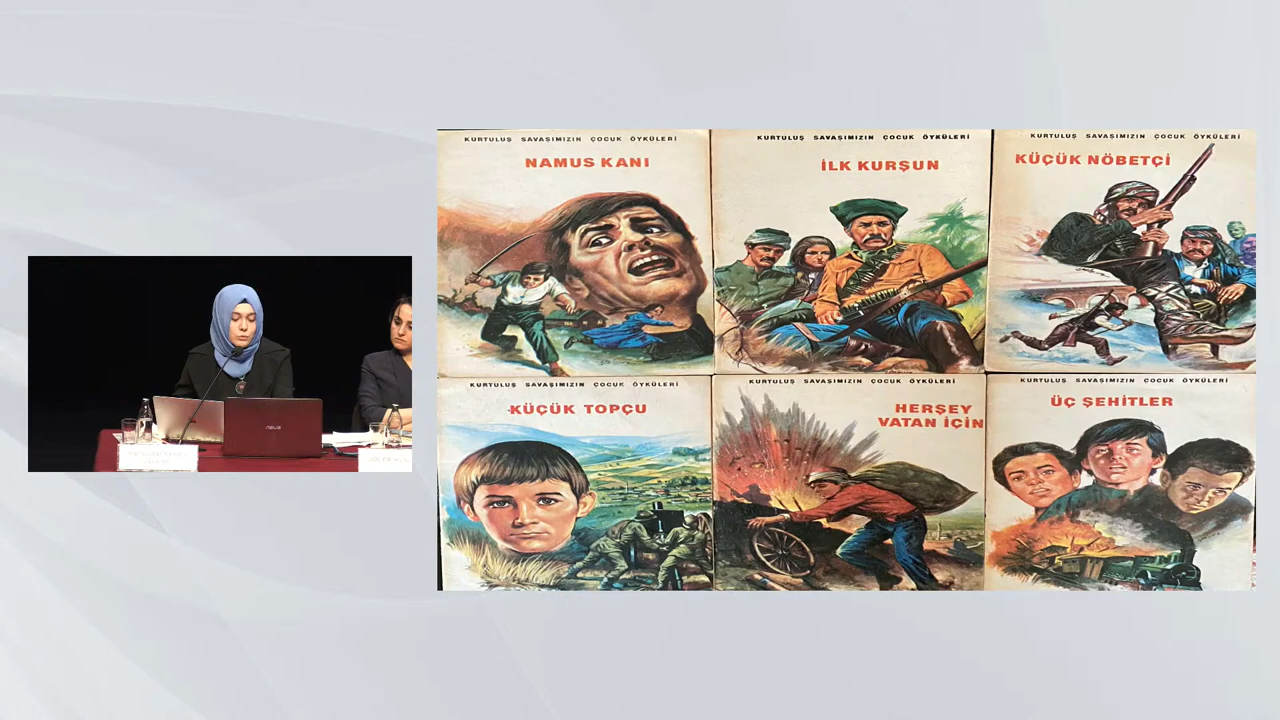 KURTULUŞ SAVAŞIMIZIN ÇOCUK ÖYKÜLERİ
NAMUS KANI
KURTULUŞ SAVAŞIMIZIN ÇOCUK ÖYKÜLERİ
İLK KURŞUN
KURTULUŞ SAVAŞIMIZIN ÇOCUK ÖYKÜLERİ
KÜÇÜK NÖBETÇİ
KURTULUŞ SAVAŞIMIZIN ÇOCUK ÖYKÜLERİ
KÜÇÜK TOPÇU
KURTULUŞ SAVAŞIMIZIN ÇOCUK ÖYKÜLERİ
HERŞEY
VATAN İÇİN
KURTULUŞ SAVAŞIMIZIN ÇOCUK ÖYKÜLERİ
ÜÇ ŞEHİTLER
ASUS